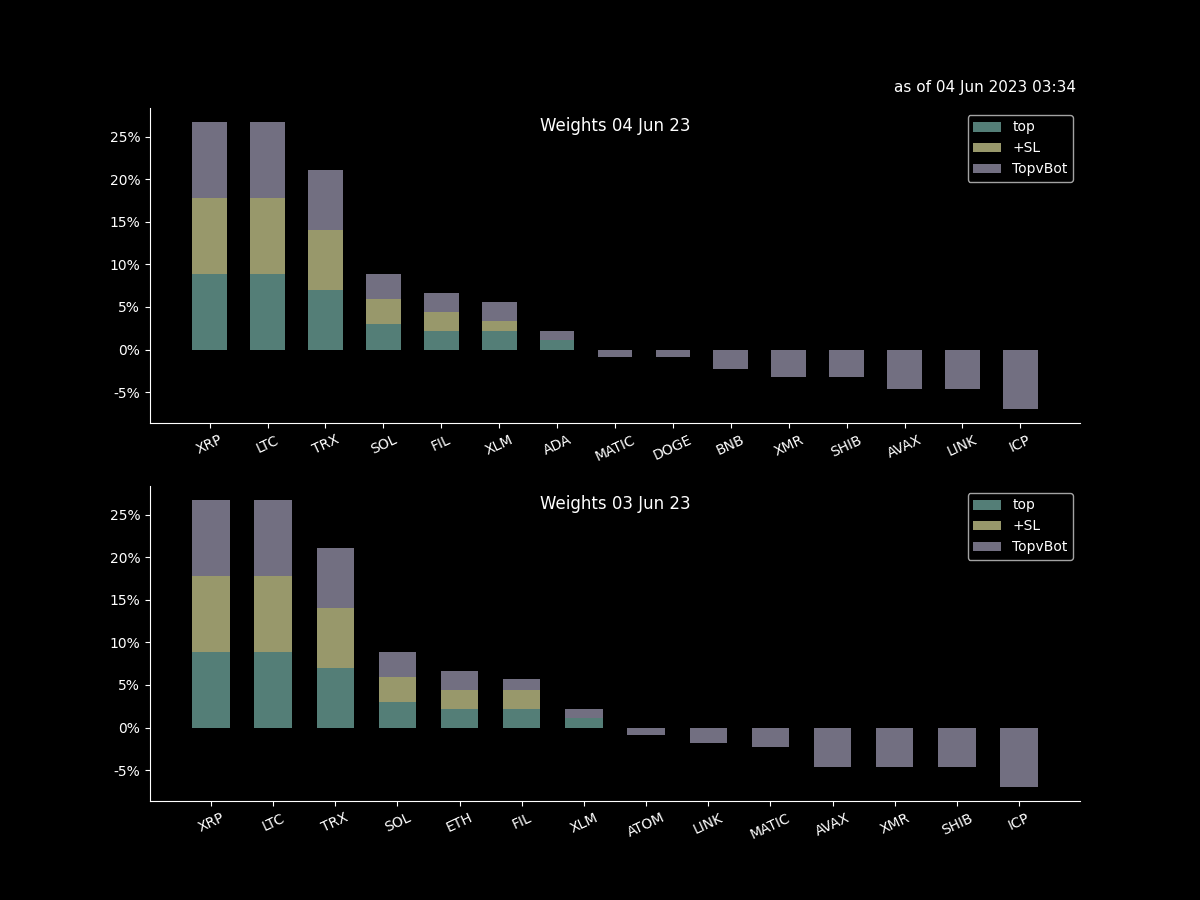 as of 04 Jun 2023 03:34
Weights 04 Jun 23
top
+SL
TopvBot
25%
20%
15%
10%
5%
0%
-5%
XRP LTC TRX SOL FIL XLM ADA MATIC DOGE BNB XMR SHIB AVAX LINK ICP
Weights 03 Jun 23
top
+SL
TopvBot
25%
20%
15%
10%
5%
0%
-5%
XRP LTC TRX SOL ETH FIL XLM ATOM LINK MATIC AVAX XMR SHIB ICP